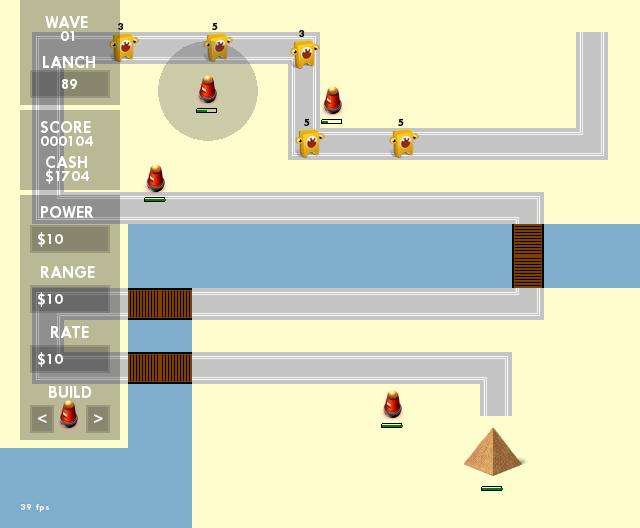 WAVE
01
LANCH
89
SCORE
000104
CASH
$1704
POWER
$10
RANGE
$10
RATE
$10
BUILD
< >
3
5
3
5
5
39 fps